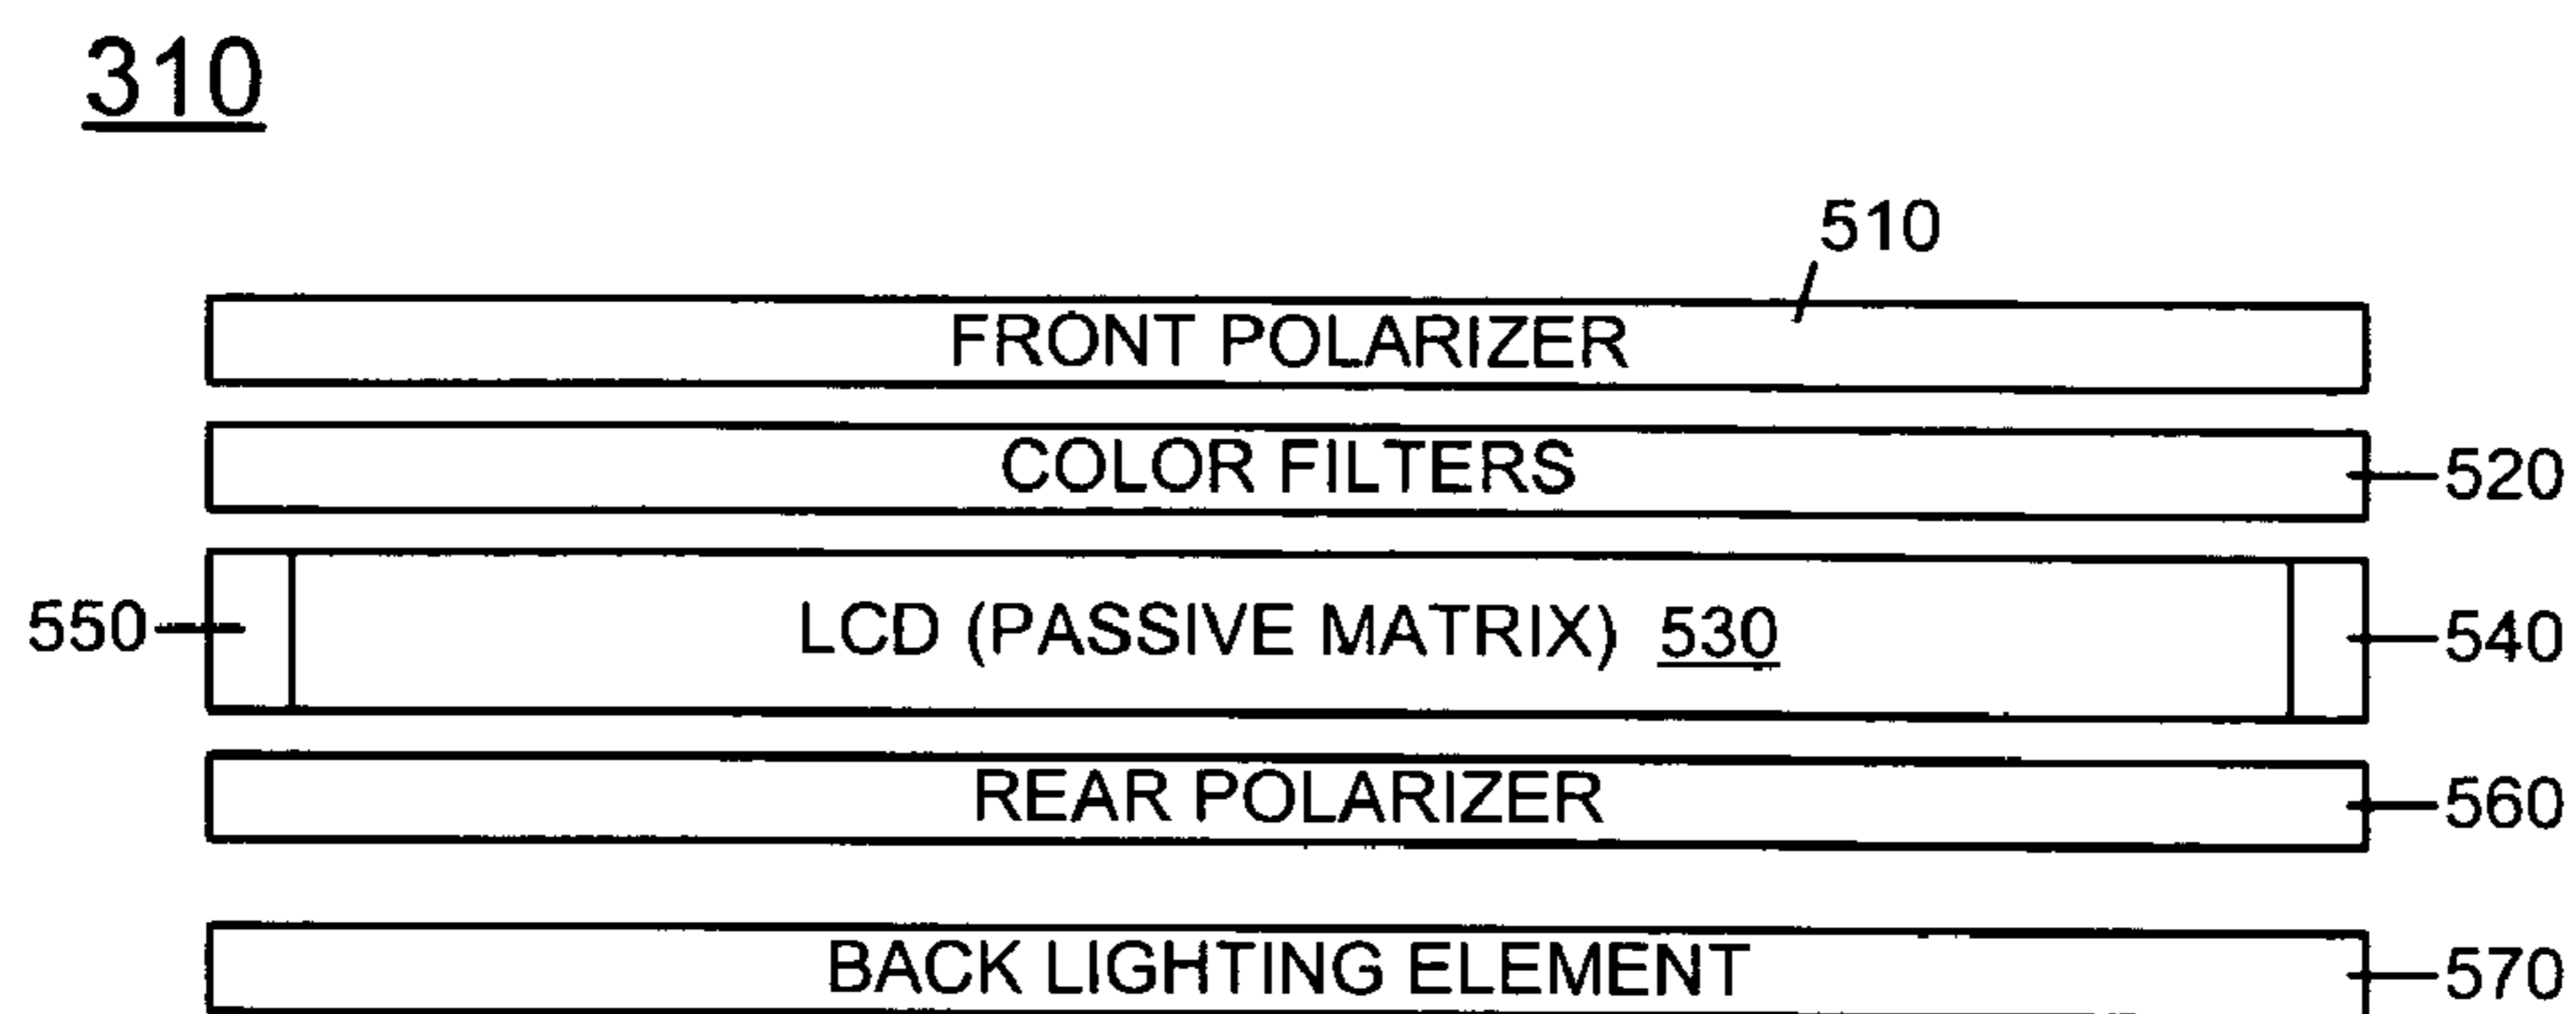 310
510
FRONT POLARIZER
COLOR FILTERS 520
550 LCD (PASSIVE MATRIX) 530 540
REAR POLARIZER 560
BACK LIGHTING ELEMENT 570